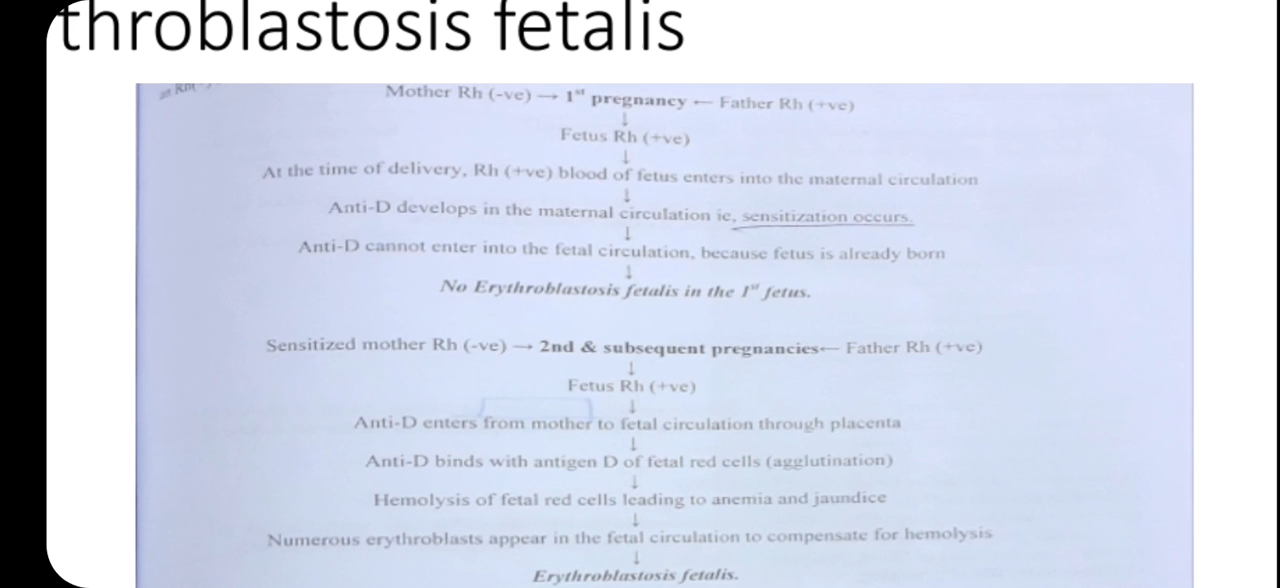 throblastosis fetalis
Mother Rh (-ve) → 1st pregnancy ← Father Rh (+ve)
↓
Fetus Rh (+ve)
↓
At the time of delivery, Rh (+ve) blood of fetus enters into the maternal circulation
↓
Anti-D develops in the maternal circulation ie, sensitization occurs.
↓
Anti-D cannot enter into the fetal circulation, because fetus is already born
↓
No Erythroblastosis fetalis in the 1st fetus.
Sensitized mother Rh (-ve) → 2nd & subsequent pregnancies← Father Rh (+ve)
↓
Fetus Rh (+ve)
↓
Anti-D enters from mother to fetal circulation through placenta
↓
Anti-D binds with antigen D of fetal red cells (agglutination)
↓
Hemolysis of fetal red cells leading to anemia and jaundice
↓
Numerous erythroblasts appear in the fetal circulation to compensate for hemolysis
↓
Erythroblastosis fetalis.